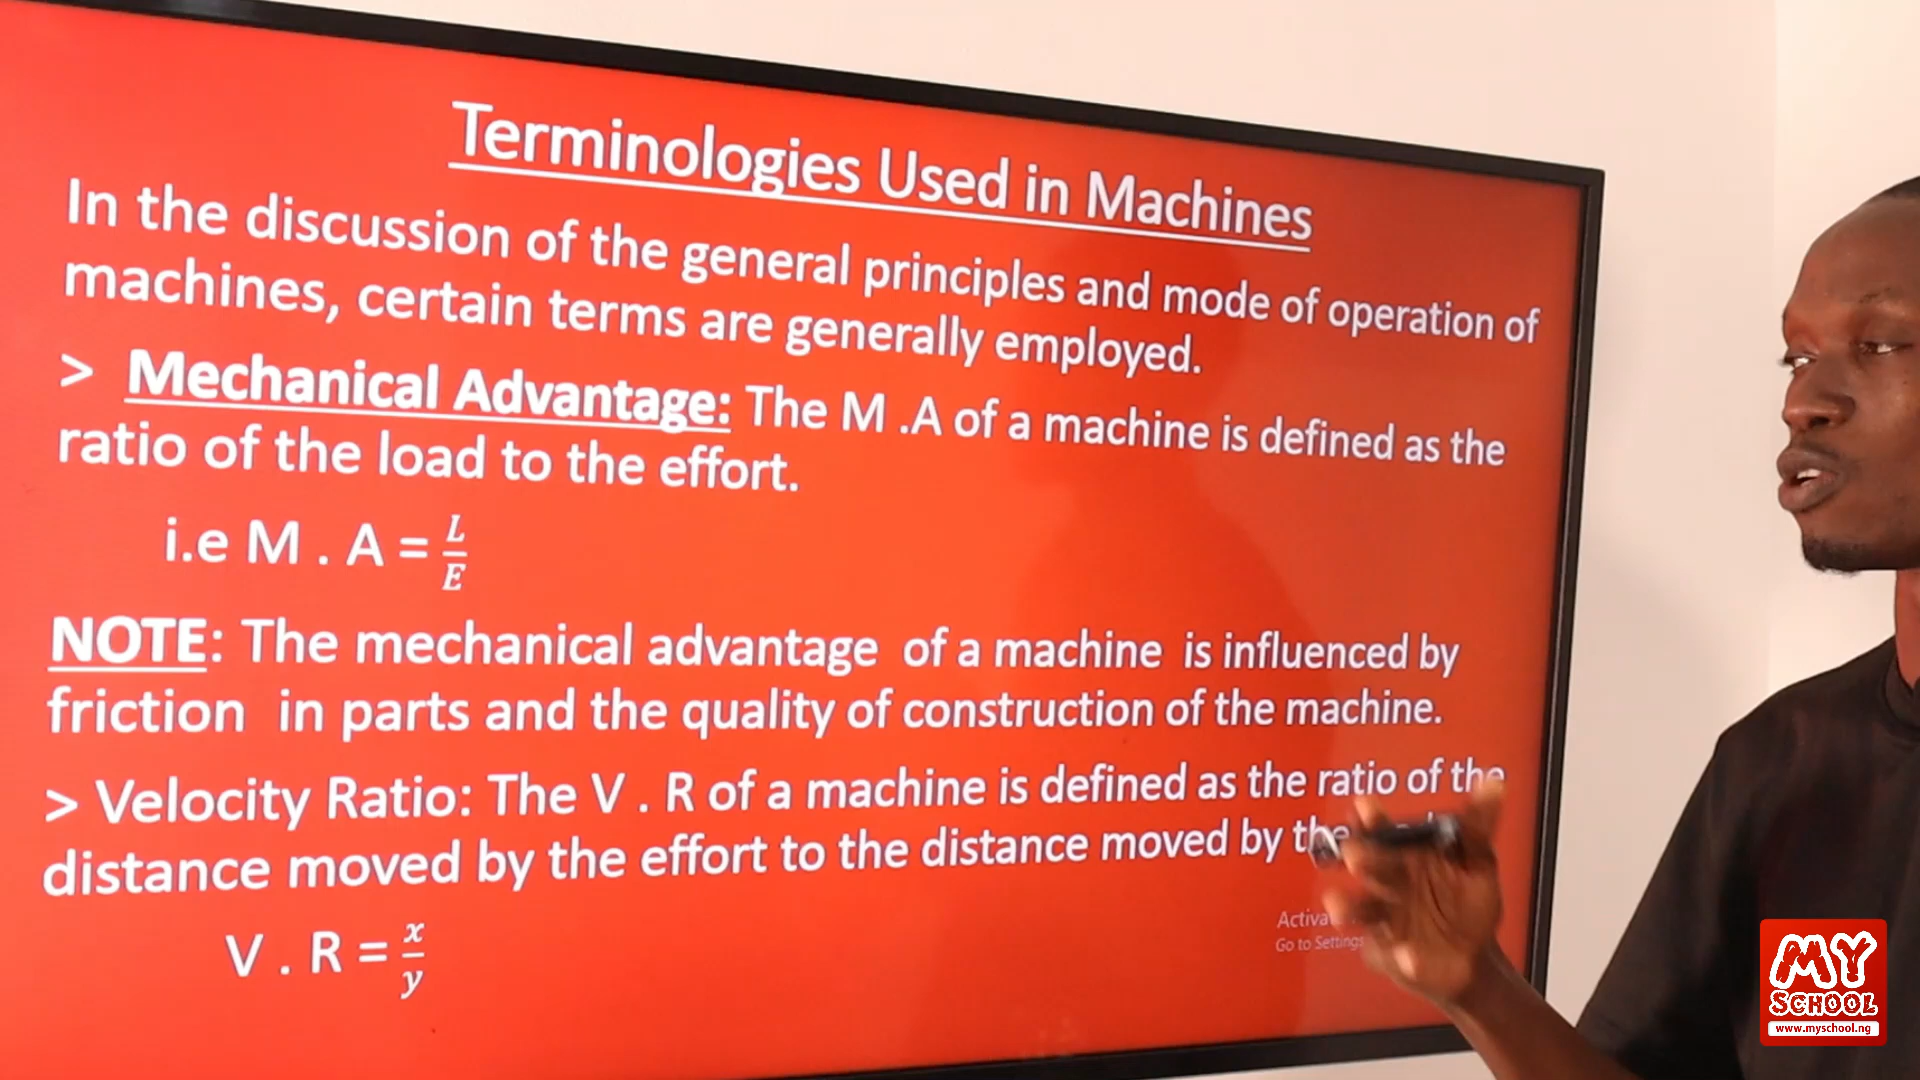 Terminologies Used in Machines
In the discussion of the general principles and mode of operation of
machines, certain terms are generally employed.
> Mechanical Advantage: The M .A of a machine is defined as the
ratio of the load to the effort.
i.e M . A = L/E
NOTE: The mechanical advantage of a machine is influenced by
friction in parts and the quality of construction of the machine.
> Velocity Ratio: The V . R of a machine is defined as the ratio of the
distance moved by the effort to the distance moved by the
V . R = x/y
Go to Settings
MY
SCHOOL
www.myschool.ng